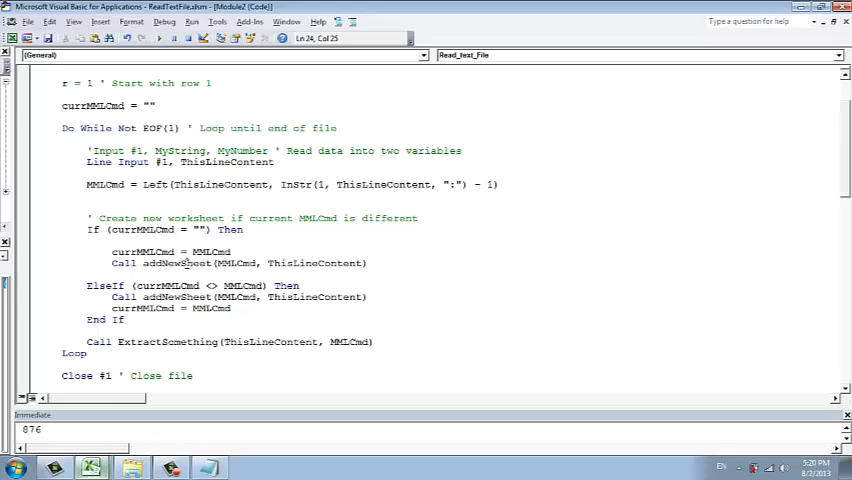 Microsoft Visual Basic for Applications - ReadTextFile.xlsm - [Module2 (Code)]
File Edit View Insert Format Debug Run Tools Add-Ins Window Help
Type a question for help
Ln 24, Col 25
(General)
Read_text_File
r = 1 ' Start with row 1
currMMLCmd = ""
Do While Not EOF(1) ' Loop until end of file
'Input #1, MyString, MyNumber ' Read data into two variables
Line Input #1, ThisLineContent
MMLCmd = Left(ThisLineContent, InStr(1, ThisLineContent, ":") - 1)
' Create new worksheet if current MMLCmd is different
If (currMMLCmd = "") Then
currMMLCmd = MMLCmd
Call addNewSheet(MMLCmd, ThisLineContent)
ElseIf (currMMLCmd <> MMLCmd) Then
Call addNewSheet(MMLCmd, ThisLineContent)
currMMLCmd = MMLCmd
End If
Call ExtractSomething(ThisLineContent, MMLCmd)
Loop
Close #1 ' Close file
Immediate
876
EN
5:20 PM
8/2/2013